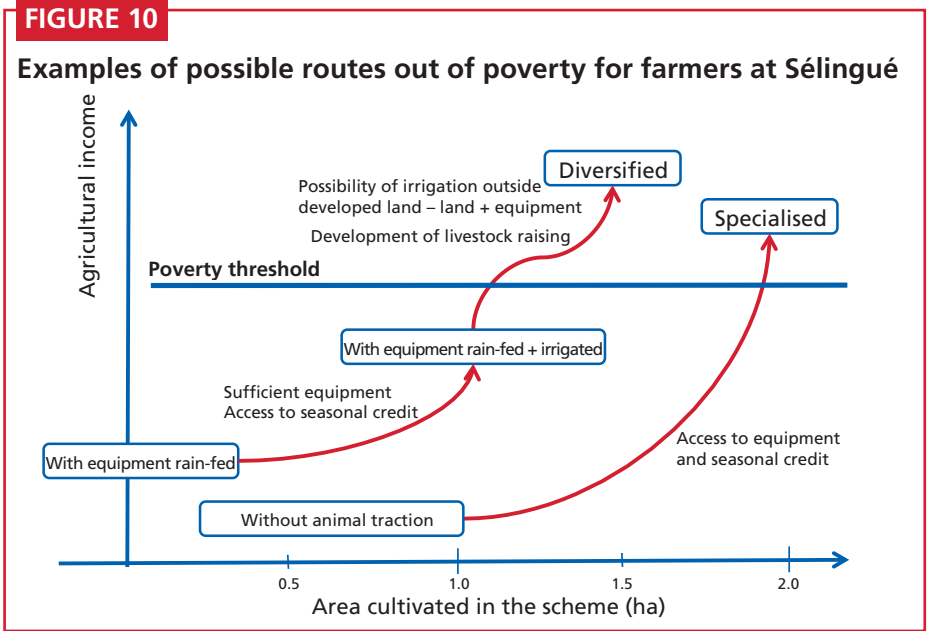 FIGURE 10
Examples of possible routes out of poverty for farmers at Sélingué
Agricultural income
Diversified
Possibility of irrigation outside
developed land – land + equipment
Development of livestock raising
Specialised
Poverty threshold
With equipment rain-fed + irrigated
Sufficient equipment
Access to seasonal credit
Access to equipment
and seasonal credit
With equipment rain-fed
Without animal traction
0.5
1.0
1.5
2.0
Area cultivated in the scheme (ha)